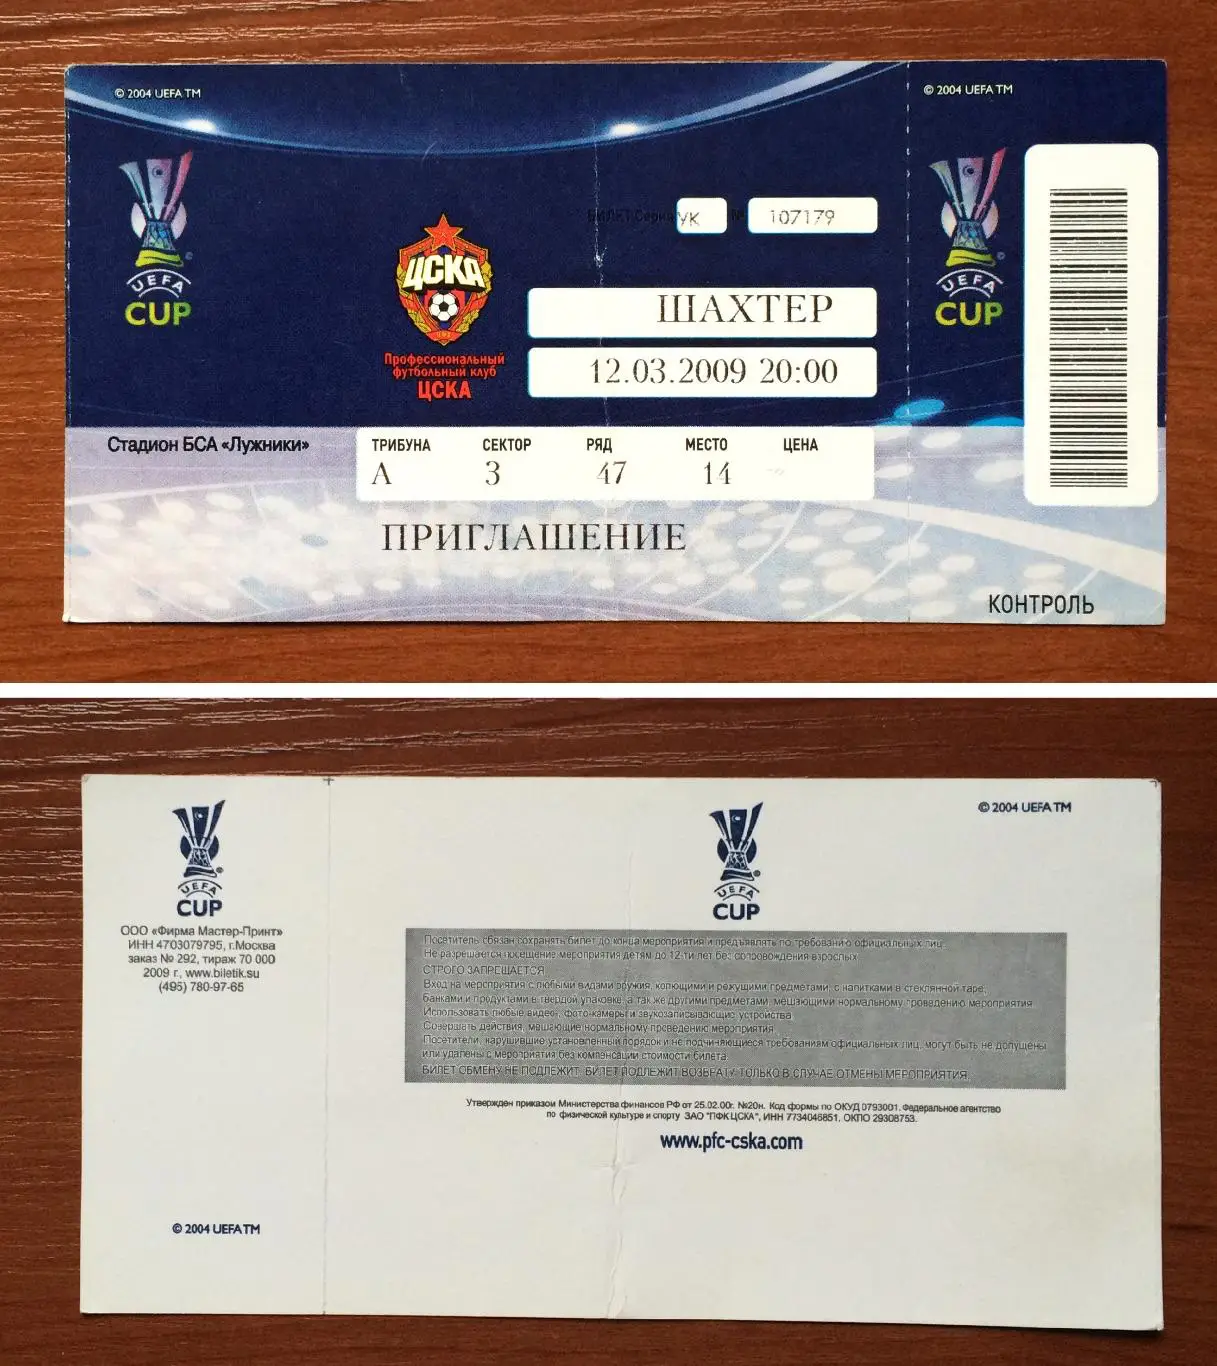 © 2004 UEFA TM
© 2004 UEFA TM
БИЛЕТ Серия УК № 107179
ЦСКА
UEFA
CUP
UEFA
CUP
ШАХТЕР
Профессиональный
футбольный клуб
ЦСКА
12.03.2009 20:00
Стадион БСА «Лужники»
ТРИБУНА СЕКТОР РЯД МЕСТО ЦЕНА
А 3 47 14
ПРИГЛАШЕНИЕ
КОНТРОЛЬ
© 2004 UEFA TM
UEFA
CUP
UEFA
CUP
ООО «Фирма Мастер-Принт»
ИНН 4703079795, г.Москва
заказ № 292, тираж 70 000
2009 г., www.biletik.su
(495) 780-97-65
Посетитель обязан сохранять билет до конца мероприятия и предъявлять по требованию официальных лиц.
Не разрешается посещение мероприятия детям до 12-ти лет без сопровождения взрослых
СТРОГО ЗАПРЕЩАЕТСЯ
Вход на мероприятия с любыми видами оружия, колющими и режущими предметами, с напитками в стеклянной таре,
банками и продуктами в твердой упаковке, а так же другими предметами, мешающими нормальному проведению мероприятия
Использовать любые видео-, фото-камеры и звукозаписывающие устройства.
Совершать действия, мешающие нормальному проведению мероприятия.
Посетители, нарушившие установленный порядок и не подчиняющиеся требованиям официальных лиц, могут быть не допущены
или удалены с мероприятия без компенсации стоимости билета.
БИЛЕТ ОБМЕНУ НЕ ПОДЛЕЖИТ. БИЛЕТ ПОДЛЕЖИТ ВОЗВРАТУ ТОЛЬКО В СЛУЧАЕ ОТМЕНЫ МЕРОПРИЯТИЯ.
Утвержден приказом Министерства финансов РФ от 25.02.00г. №20н. Код формы по ОКУД 0793001. Федеральное агентство
по физической культуре и спорту ЗАО "ПФК ЦСКА", ИНН 7734046851. ОКПО 29308753.
www.pfc-cska.com
© 2004 UEFA TM